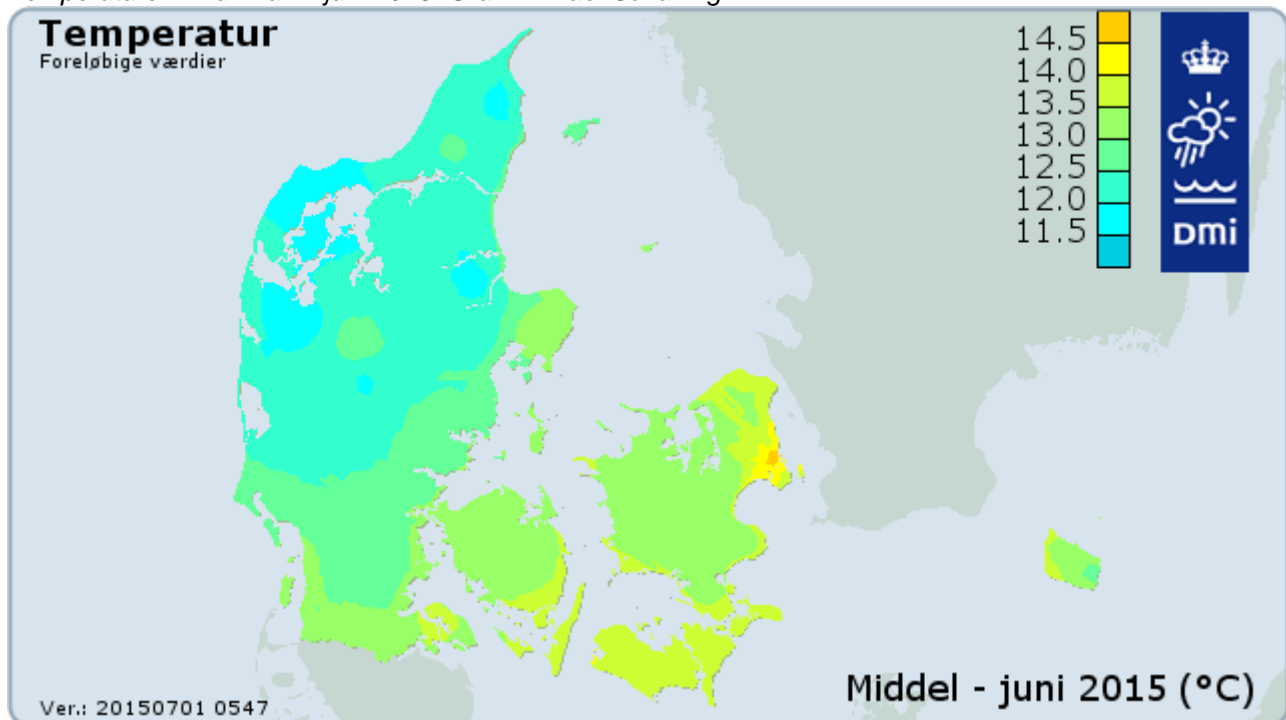 Temperatur
Foreløbige værdier
14.5
14.0
13.5
13.0
12.5
12.0
11.5
DMi
Middel - juni 2015 (°C)
Ver.: 20150701 0547